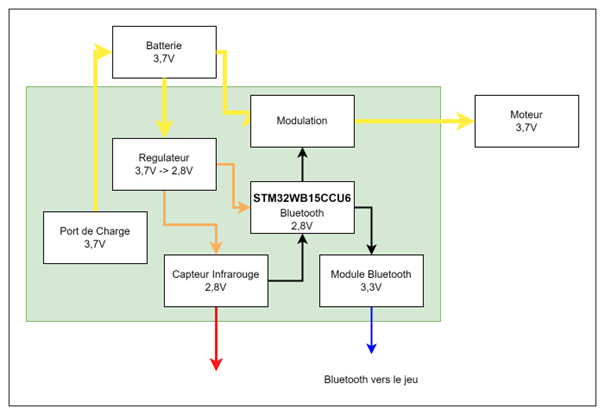 Batterie
3,7V
Modulation
Moteur
3,7V
Regulateur
3,7V -> 2,8V
STM32WB15CCU6
Bluetooth
2,8V
Port de Charge
3,7V
Capteur Infrarouge
2,8V
Module Bluetooth
3,3V
Bluetooth vers le jeu